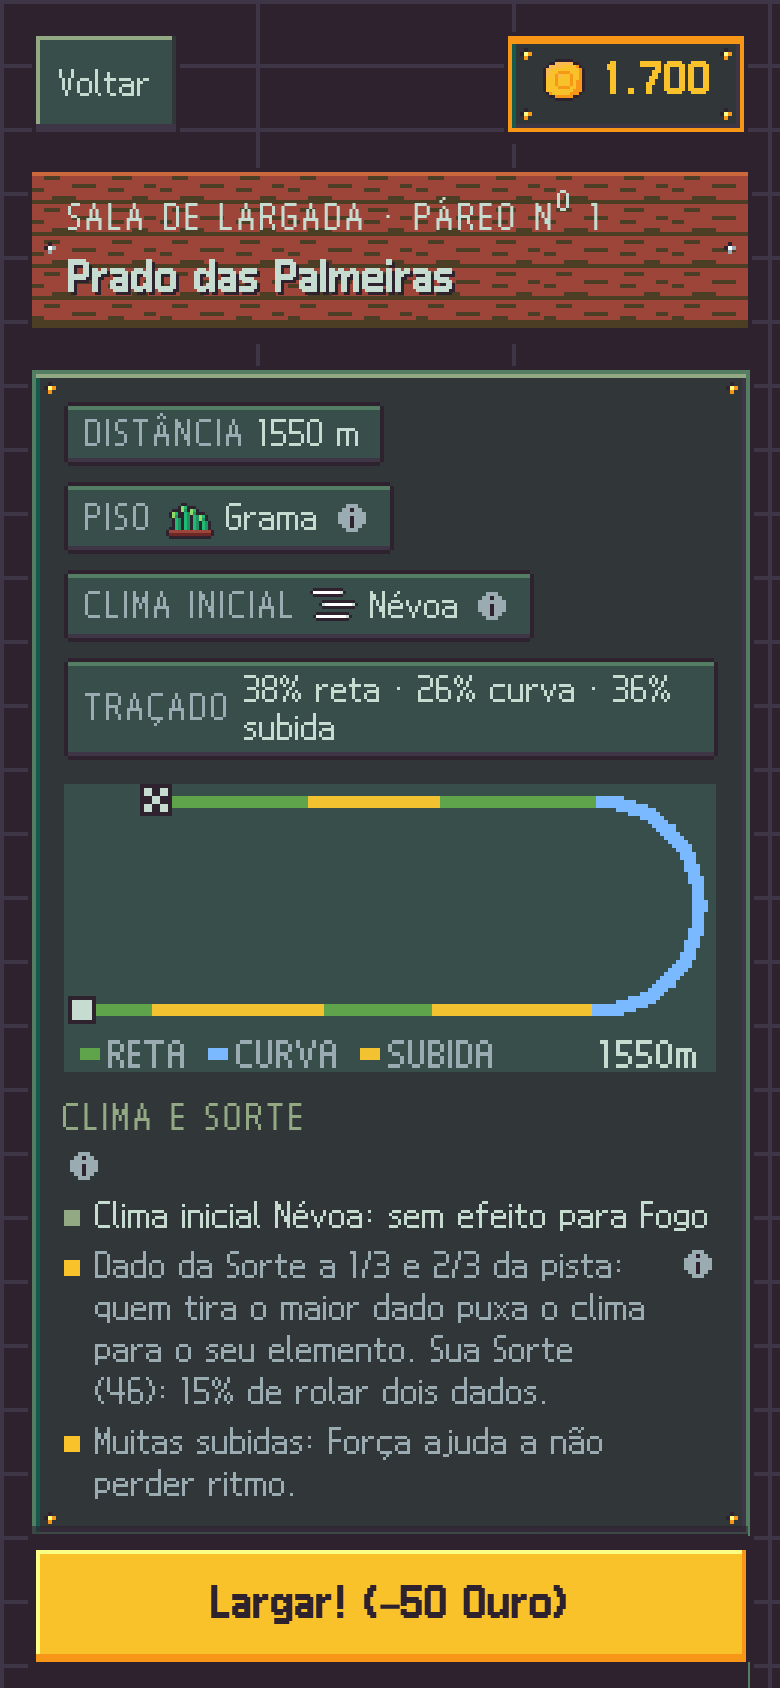 Voltar
1.700
SALA DE LARGADA · PÁREO Nº 1
Prado das Palmeiras
DISTÂNCIA 1550 m
PISO Grama
CLIMA INICIAL Névoa
TRAÇADO 38% reta · 26% curva · 36%
subida
RETA CURVA SUBIDA 1550m
CLIMA E SORTE
Clima inicial Névoa: sem efeito para Fogo
Dado da Sorte a 1/3 e 2/3 da pista:
quem tira o maior dado puxa o clima
para o seu elemento. Sua Sorte
(46): 15% de rolar dois dados.
Muitas subidas: Força ajuda a não
perder ritmo.
Largar! (–50 Ouro)